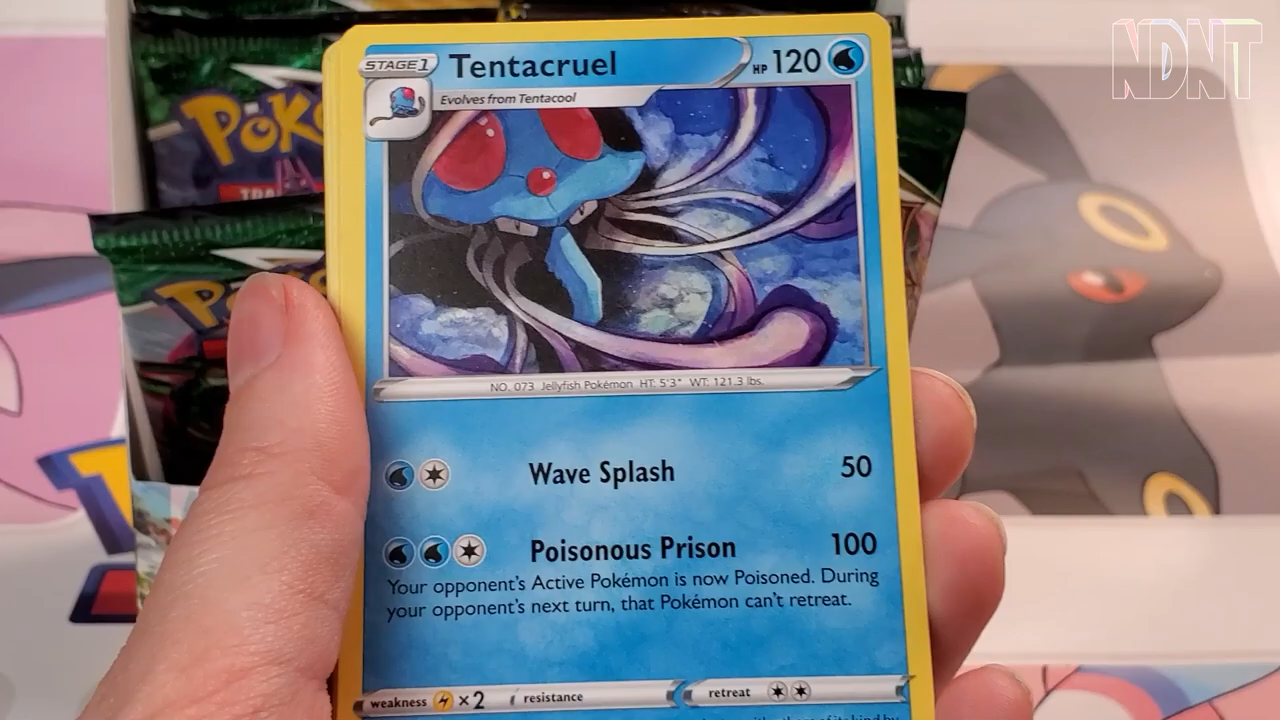 NDNT
STAGE 1
Tentacruel
HP 120
Evolves from Tentacool
NO. 073 Jellyfish Pokémon HT: 5'3" WT: 121.3 lbs.
Wave Splash 50
Poisonous Prison 100
Your opponent's Active Pokémon is now Poisoned. During
your opponent's next turn, that Pokémon can't retreat.
weakness ×2 resistance retreat